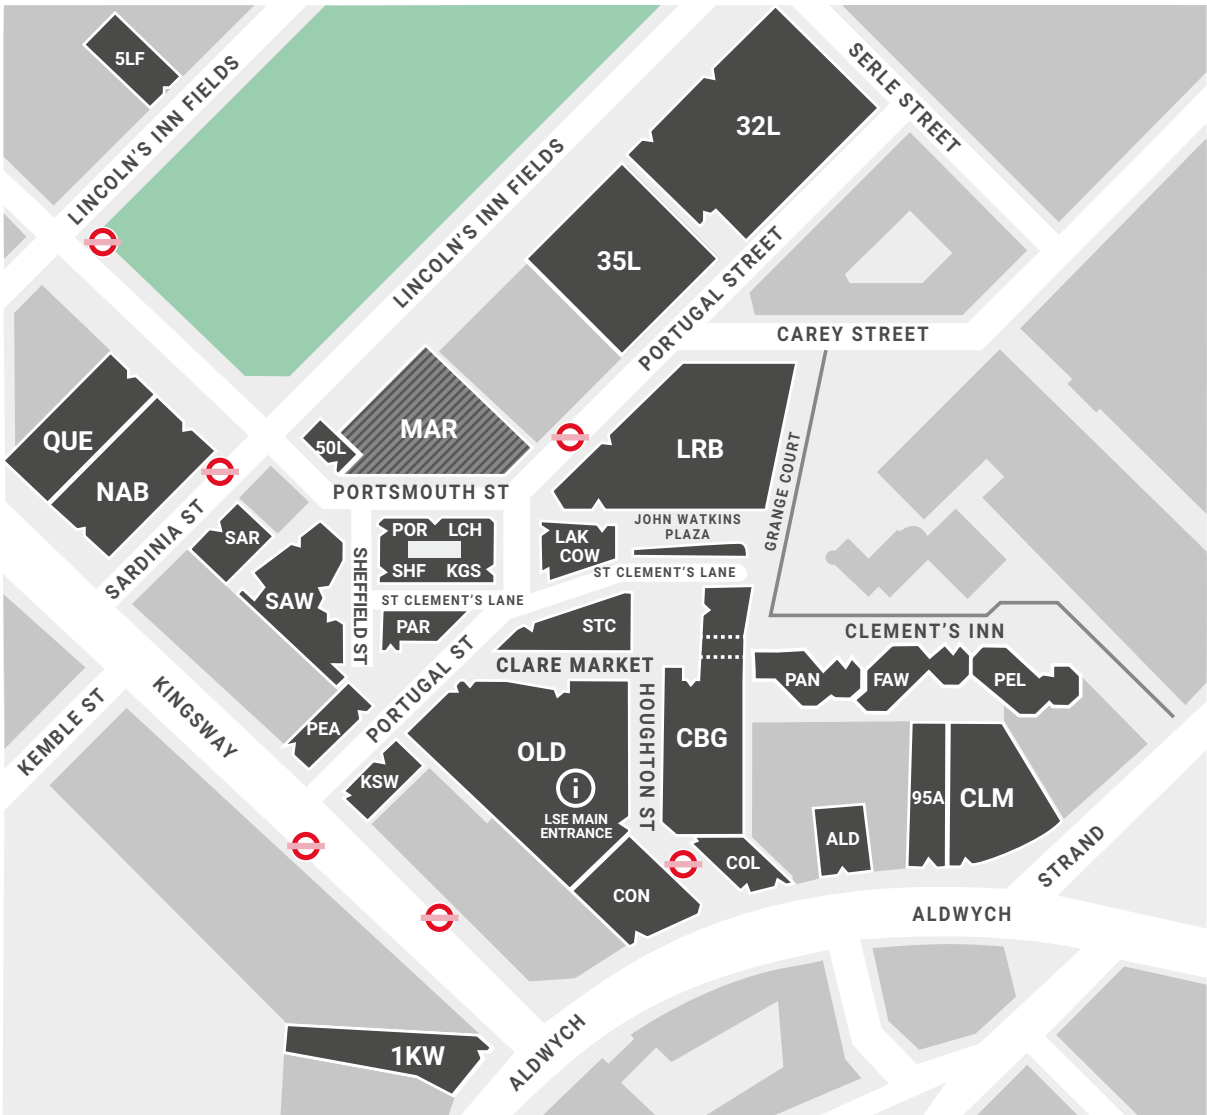 5LF
LINCOLN'S INN FIELDS
SERLE STREET
32L
LINCOLN'S INN FIELDS
35L
PORTUGAL STREET
CAREY STREET
QUE
NAB
50L
MAR
LRB
GRANGE COURT
PORTSMOUTH ST
SARDINIA ST
SAR
SAW
SHEFFIELD ST
POR
LCH
SHF
KGS
LAK
COW
JOHN WATKINS
PLAZA
ST CLEMENT'S LANE
ST CLEMENT'S LANE
PAR
STC
CLARE MARKET
CLEMENT'S INN
PAN
FAW
PEL
KEMBLE ST
KINGSWAY
PEA
PORTUGAL ST
KSW
OLD
i
LSE MAIN
ENTRANCE
HOUGHTON ST
CBG
95A
CLM
ALD
COL
CON
STRAND
ALDWYCH
1KW
ALDWYCH